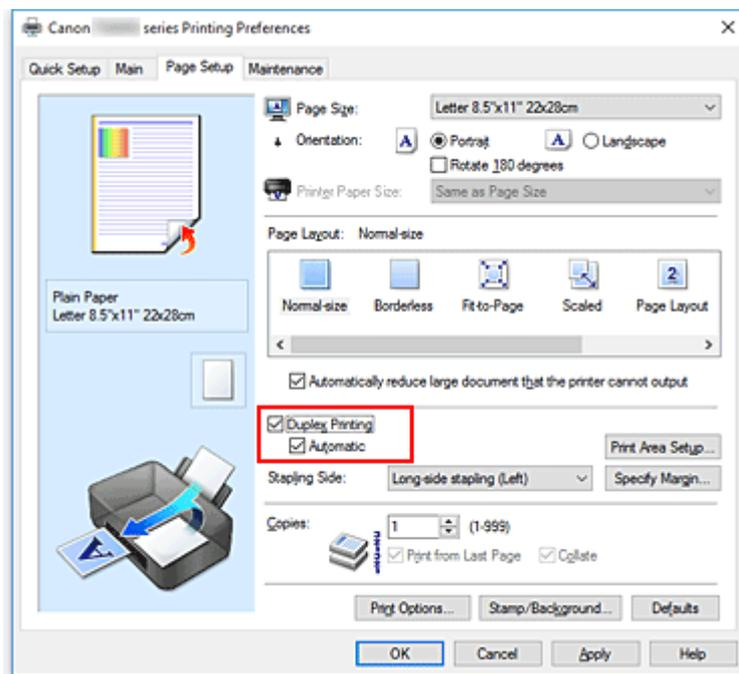 Canon series Printing Preferences
Quick Setup Main Page Setup Maintenance
Page Size: Letter 8.5"x11" 22x28cm
Orientation: A Portrait A Landscape
Rotate 180 degrees
Printer Paper Size: Same as Page Size
Page Layout: Normal-size
2
Normal-size Borderless Fit-to-Page Scaled Page Layout
Plain Paper
Letter 8.5"x11" 22x28cm
Automatically reduce large document that the printer cannot output
Duplex Printing
Automatic
Print Area Setup...
Stapling Side: Long-side stapling (Left) Specify Margin...
Copies: 1 (1-999)
Print from Last Page Collate
A
Print Options... Stamp/Background... Defaults
OK Cancel Apply Help